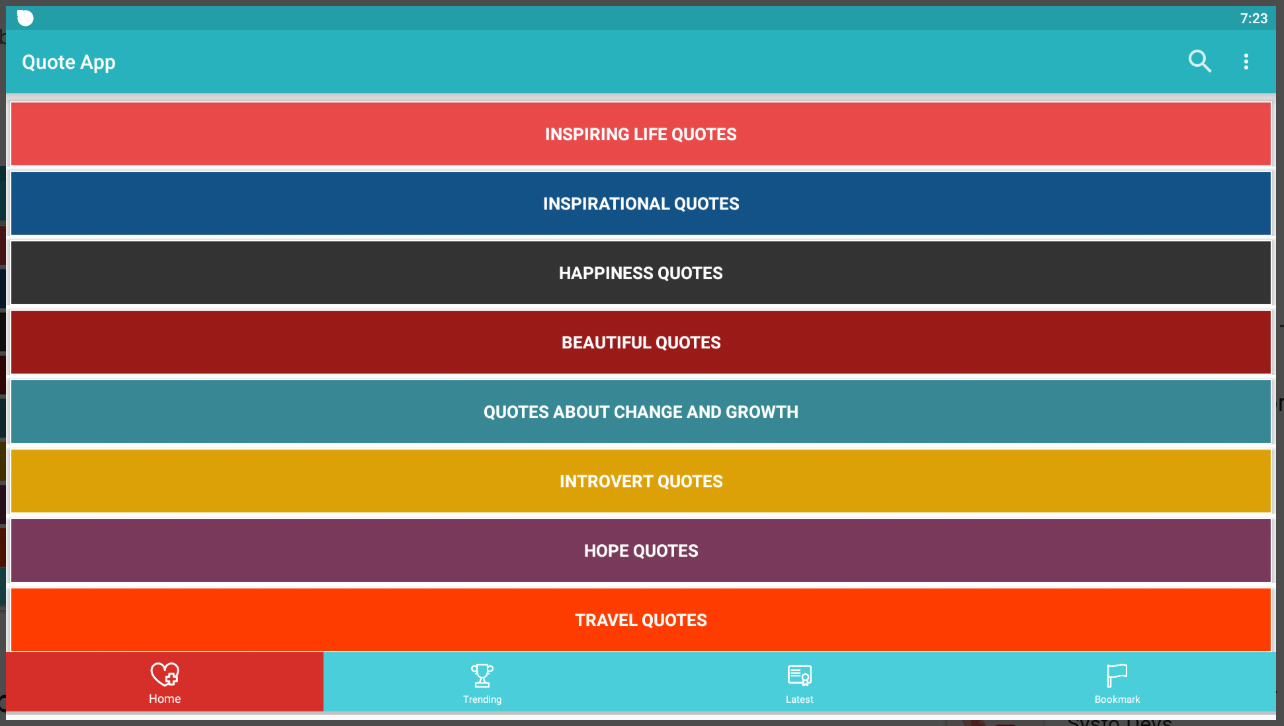 7:23
Quote App
INSPIRING LIFE QUOTES
INSPIRATIONAL QUOTES
HAPPINESS QUOTES
BEAUTIFUL QUOTES
QUOTES ABOUT CHANGE AND GROWTH
INTROVERT QUOTES
HOPE QUOTES
TRAVEL QUOTES
Home
Trending
Latest
Bookmark